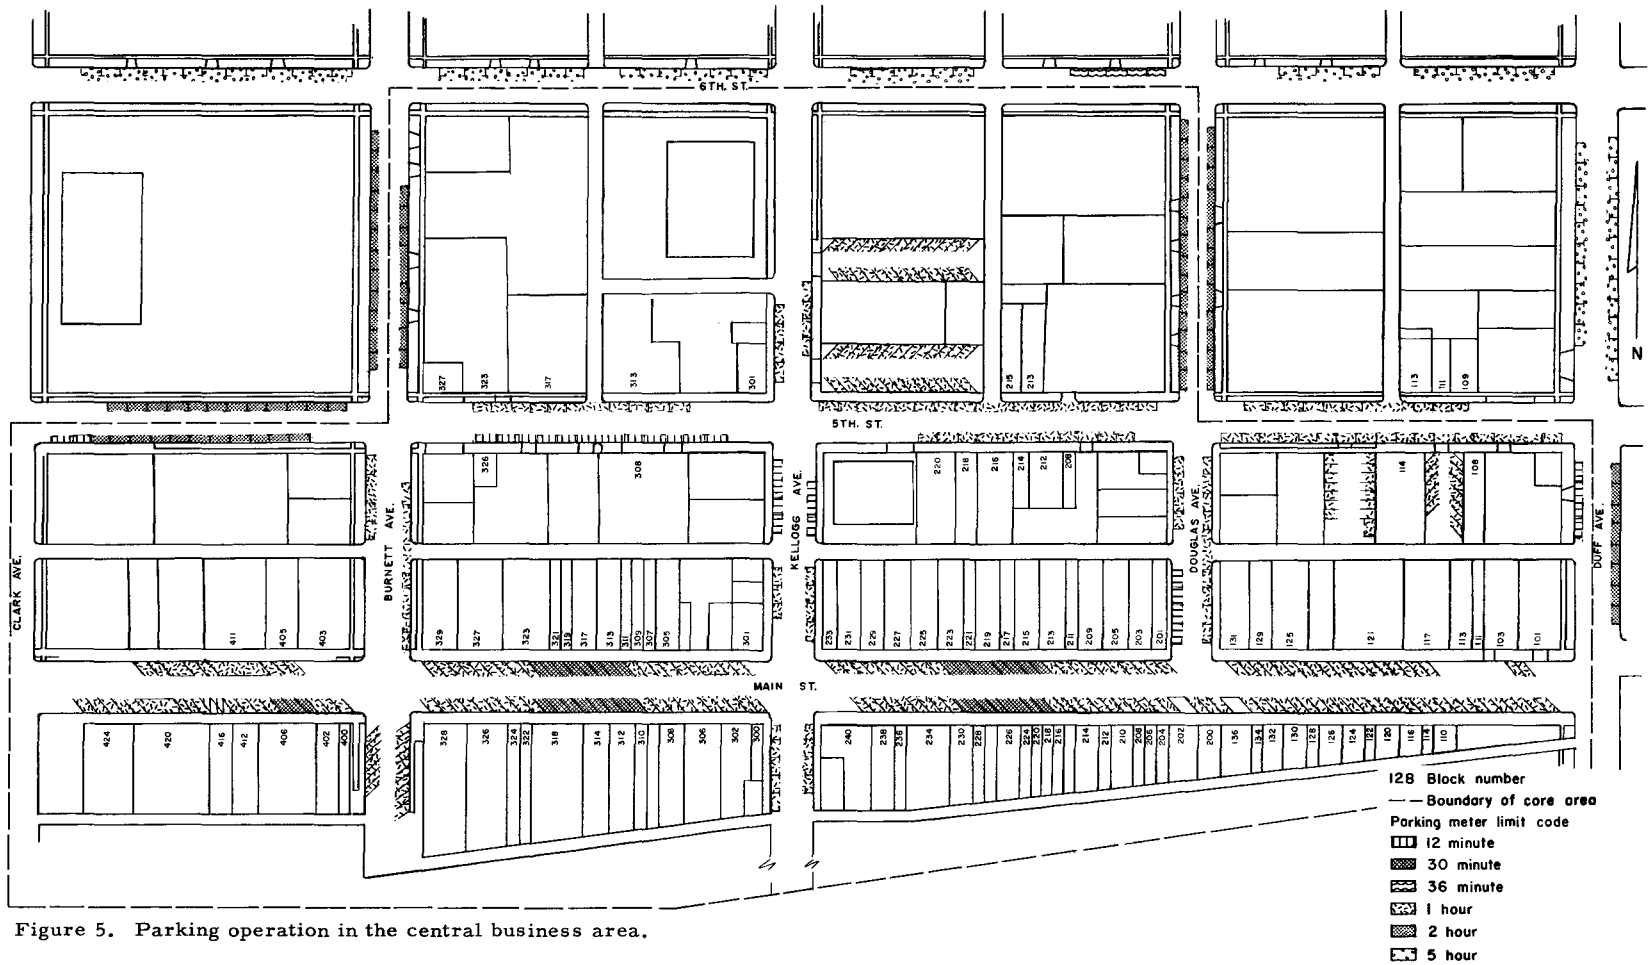 6TH. ST.
327 323 317 313 301 215 213 113 111 109
5TH. ST.
326 308 220 218 216 214 212 208 114 108
CLARK AVE.
BURNETT AVE.
KELLOGG AVE.
DOUGLAS AVE.
DUFF AVE.
N
411 405 403 329 327 323 321 319 317 313 311 309 307 305 301 233 231 229 227 225 223 221 219 217 215 213 211 209 205 203 201 131 129 125 121 117 113 111 103 101
MAIN ST.
424 420 416 412 406 402 400 328 326 324 322 318 314 312 310 308 306 302 300 240 238 236 234 230 228 226 224 220 218 216 214 212 210 208 206 204 202 200 136 134 132 130 128 126 124 122 120 116 114 110
128 Block number
Boundary of core area
Parking meter limit code
12 minute
30 minute
36 minute
1 hour
2 hour
5 hour
Figure 5. Parking operation in the central business area.